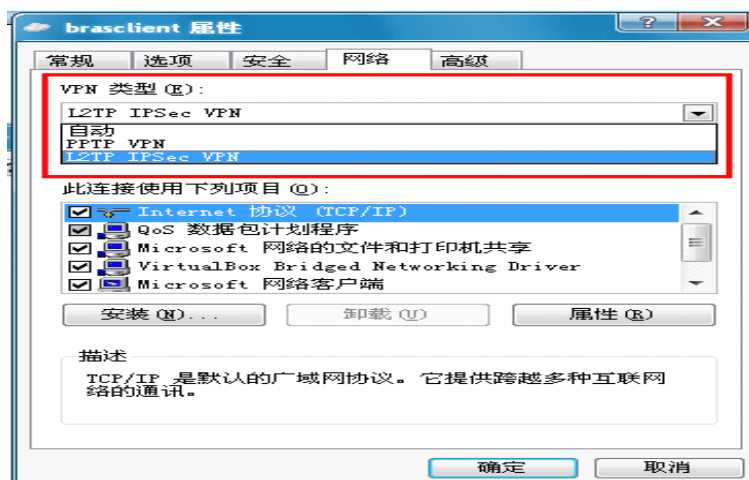 brasclient 属性
常规 选项 安全 网络 高级
VPN 类型(E):
L2TP IPSec VPN
自动
PPTP VPN
L2TP IPSec VPN
此连接使用下列项目(O):
Internet 协议 (TCP/IP)
QoS 数据包计划程序
Microsoft 网络的文件和打印机共享
VirtualBox Bridged Networking Driver
Microsoft 网络客户端
安装(N)... 卸载(U) 属性(R)
描述
TCP/IP 是默认的广域网协议。它提供跨越多种互联网
络的通讯。
确定 取消